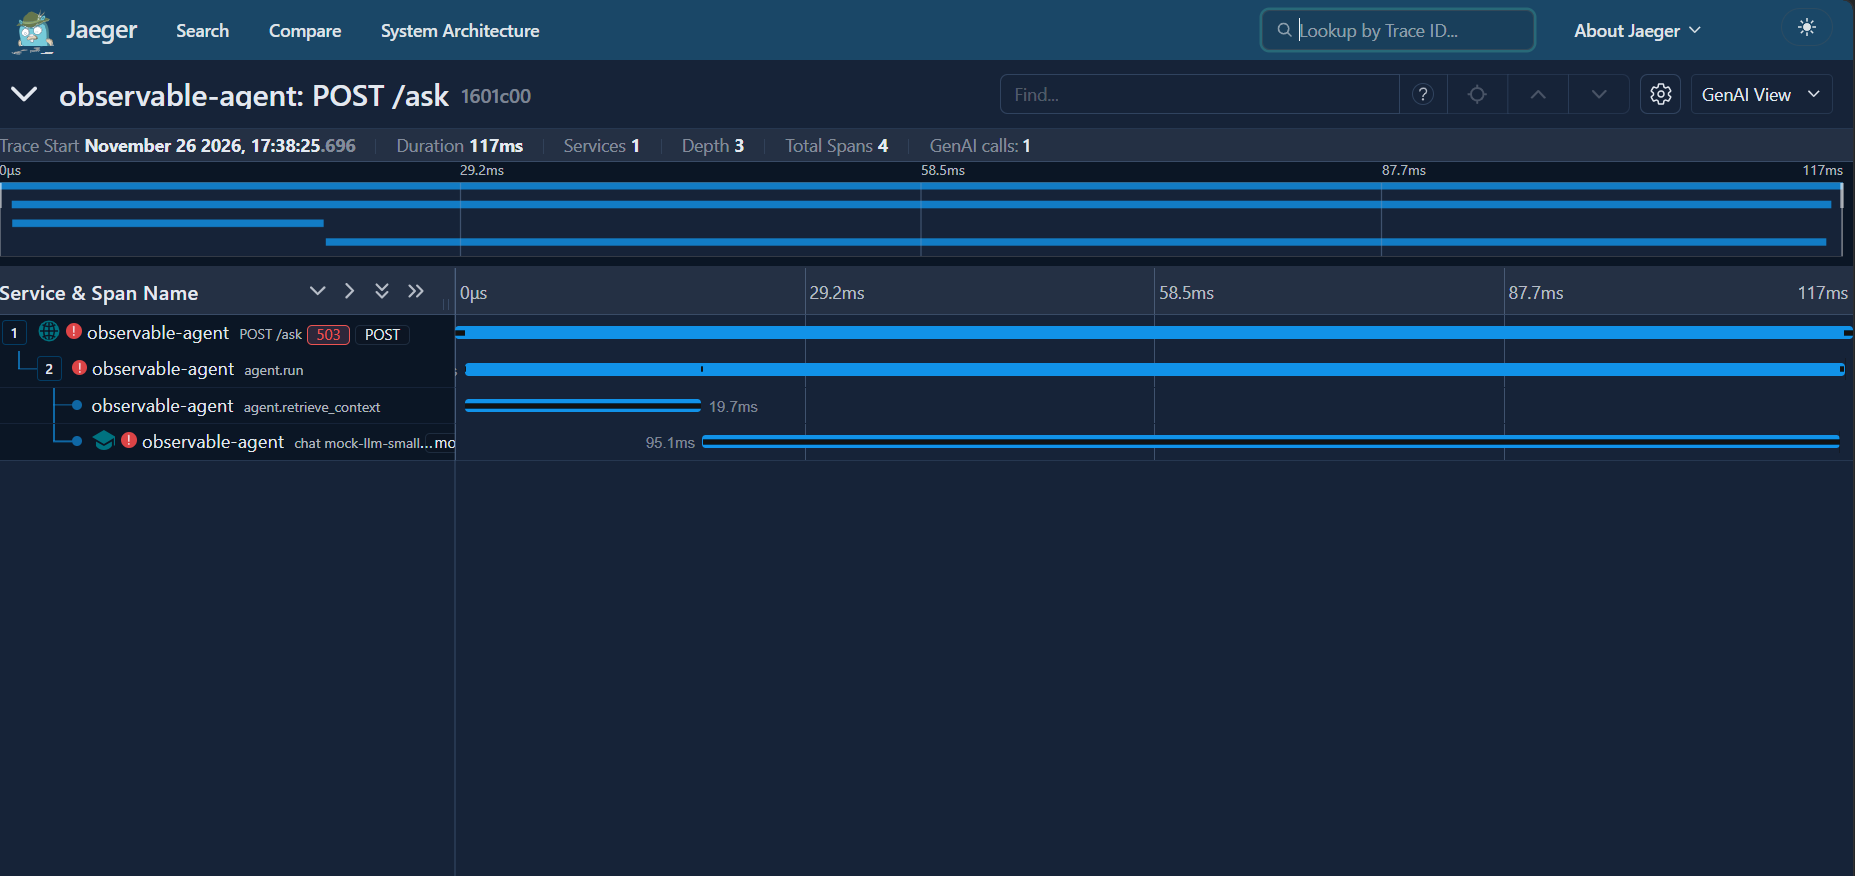 Jaeger Search Compare System Architecture Lookup by Trace ID... About Jaeger
observable-agent: POST /ask 1601c00 Find... ? GenAI View
Trace Start November 26 2026, 17:38:25.696 Duration 117ms Services 1 Depth 3 Total Spans 4 GenAI calls: 1
0μs 29.2ms 58.5ms 87.7ms 117ms
Service & Span Name 0μs 29.2ms 58.5ms 87.7ms 117ms
1 observable-agent POST /ask 503 POST
2 observable-agent agent.run
observable-agent agent.retrieve_context 19.7ms
observable-agent chat mock-llm-small... mo 95.1ms